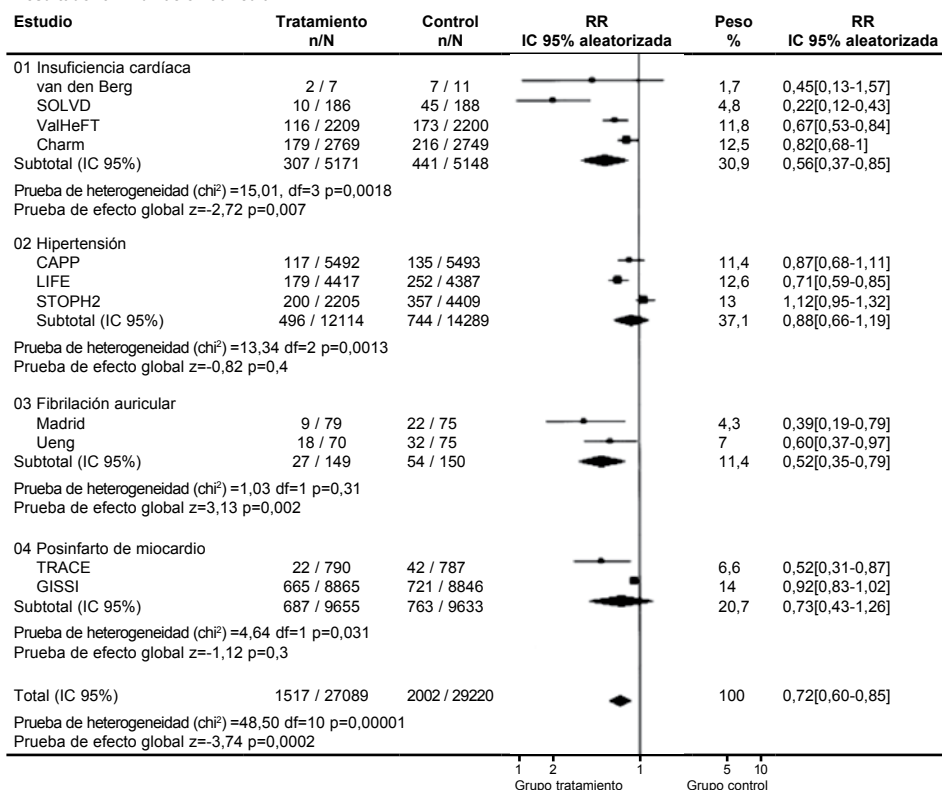 Estudio Tratamiento Control RR Peso RR
n/N n/N IC 95% aleatorizada % IC 95% aleatorizada
01 Insuficiencia cardíaca
van den Berg 2 / 7 7 / 11 1,7 0,45[0,13-1,57]
SOLVD 10 / 186 45 / 188 4,8 0,22[0,12-0,43]
ValHeFT 116 / 2209 173 / 2200 11,8 0,67[0,53-0,84]
Charm 179 / 2769 216 / 2749 12,5 0,82[0,68-1]
Subtotal (IC 95%) 307 / 5171 441 / 5148 30,9 0,56[0,37-0,85]
Prueba de heterogeneidad (chi²) =15,01, df=3 p=0,0018
Prueba de efecto global z=-2,72 p=0,007
02 Hipertensión
CAPP 117 / 5492 135 / 5493 11,4 0,87[0,68-1,11]
LIFE 179 / 4417 252 / 4387 12,6 0,71[0,59-0,85]
STOPH2 200 / 2205 357 / 4409 13 1,12[0,95-1,32]
Subtotal (IC 95%) 496 / 12114 744 / 14289 37,1 0,88[0,66-1,19]
Prueba de heterogeneidad (chi²) =13,34 df=2 p=0,0013
Prueba de efecto global z=-0,82 p=0,4
03 Fibrilación auricular
Madrid 9 / 79 22 / 75 4,3 0,39[0,19-0,79]
Ueng 18 / 70 32 / 75 7 0,60[0,37-0,97]
Subtotal (IC 95%) 27 / 149 54 / 150 11,4 0,52[0,35-0,79]
Prueba de heterogeneidad (chi²) =1,03 df=1 p=0,31
Prueba de efecto global z=3,13 p=0,002
04 Posinfarto de miocardio
TRACE 22 / 790 42 / 787 6,6 0,52[0,31-0,87]
GISSI 665 / 8865 721 / 8846 14 0,92[0,83-1,02]
Subtotal (IC 95%) 687 / 9655 763 / 9633 20,7 0,73[0,43-1,26]
Prueba de heterogeneidad (chi²) =4,64 df=1 p=0,031
Prueba de efecto global z=-1,12 p=0,3
Total (IC 95%) 1517 / 27089 2002 / 29220 100 0,72[0,60-0,85]
Prueba de heterogeneidad (chi²) =48,50 df=10 p=0,00001
Prueba de efecto global z=-3,74 p=0,0002
1 2 1 5 10
Grupo tratamiento Grupo control